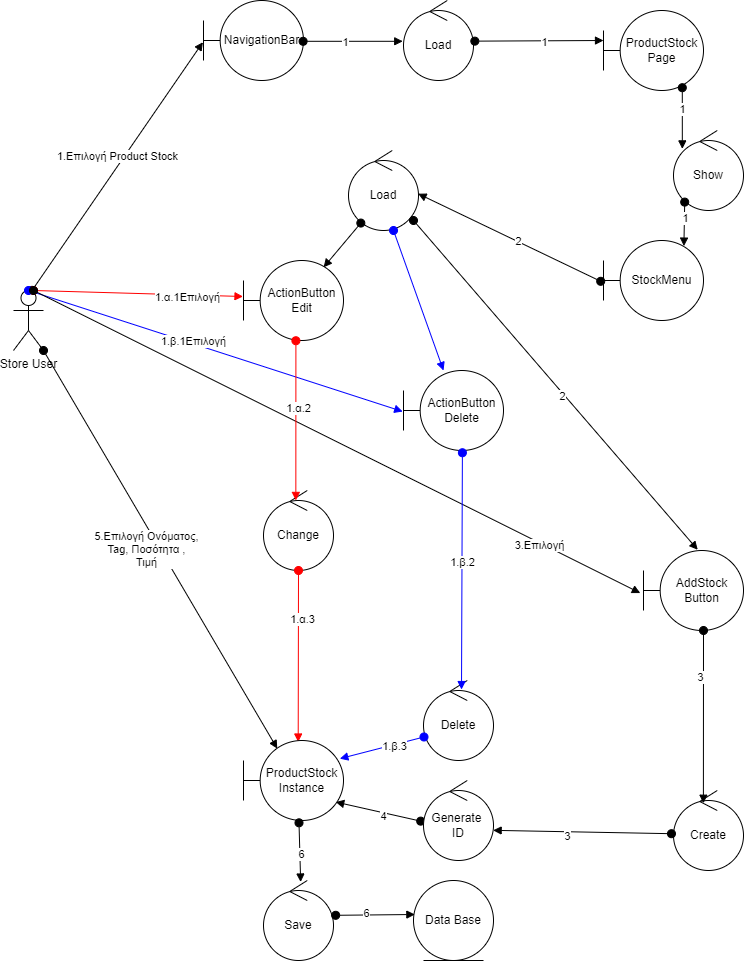 NavigationBar
1
Load
1
ProductStock
Page
1
1.Επιλογή Product Stock
Show
Load
1
2
StockMenu
ActionButton
Edit
1.α.1Επιλογή
1.β.1Επιλογή
Store User
ActionButton
Delete
2
1.α.2
5.Επιλογή Ονόματος,
Tag, Ποσότητα ,
Τιμή
Change
3.Επιλογή
1.β.2
AddStock
Button
1.α.3
3
Delete
1.β.3
ProductStock
Instance
4
Generate
ID
3
Create
6
Save
6
Data Base